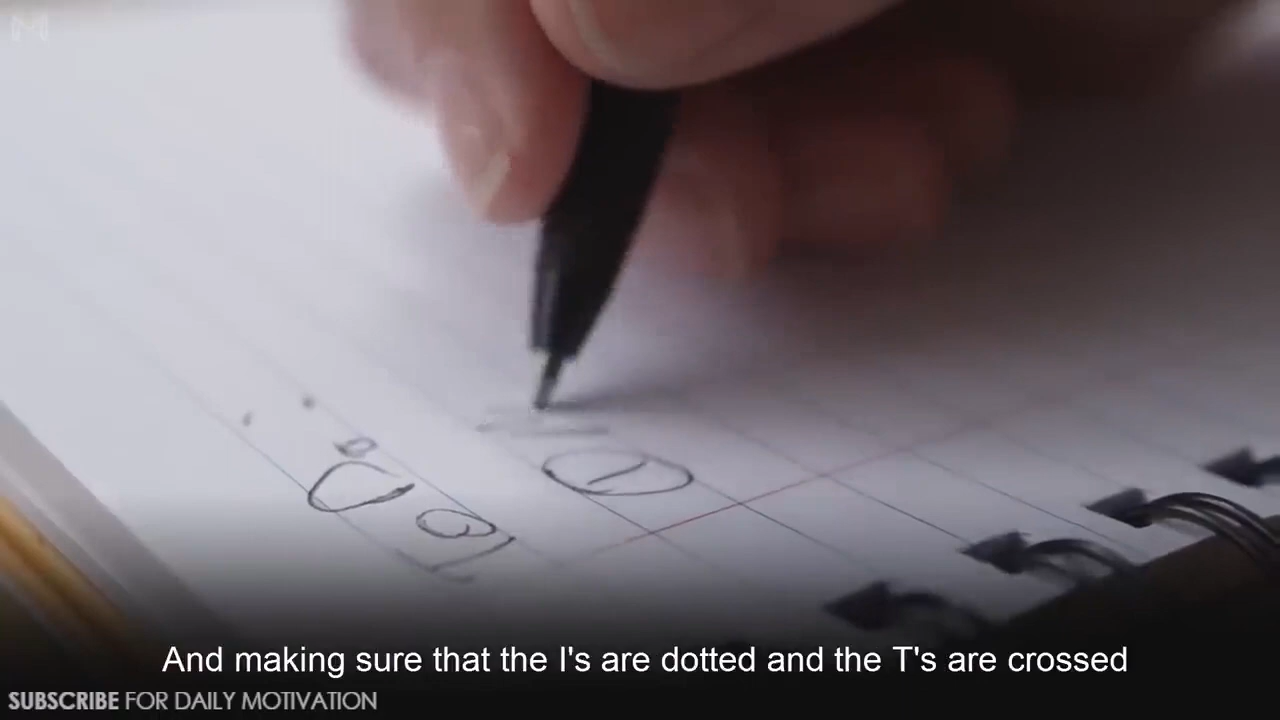 And making sure that the I's are dotted and the T's are crossed
SUBSCRIBE FOR DAILY MOTIVATION